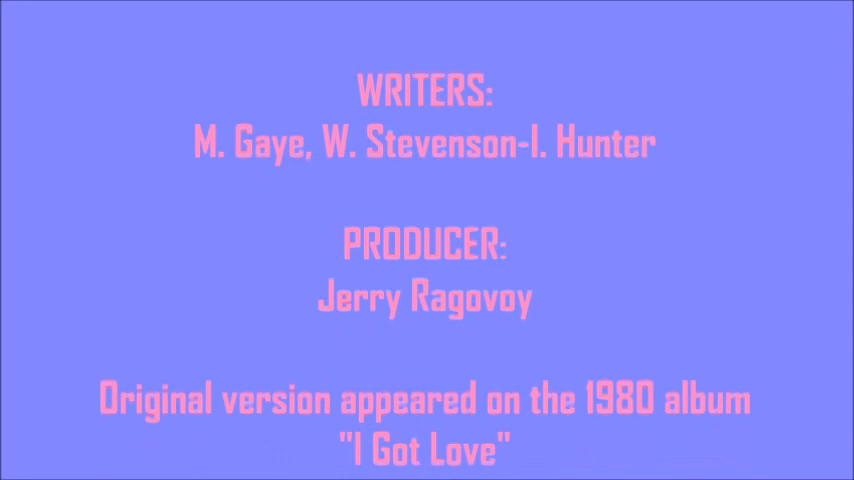 WRITERS:
M. Gaye, W. Stevenson-I. Hunter
PRODUCER:
Jerry Ragovoy
Original version appeared on the 1980 album
"I Got Love"